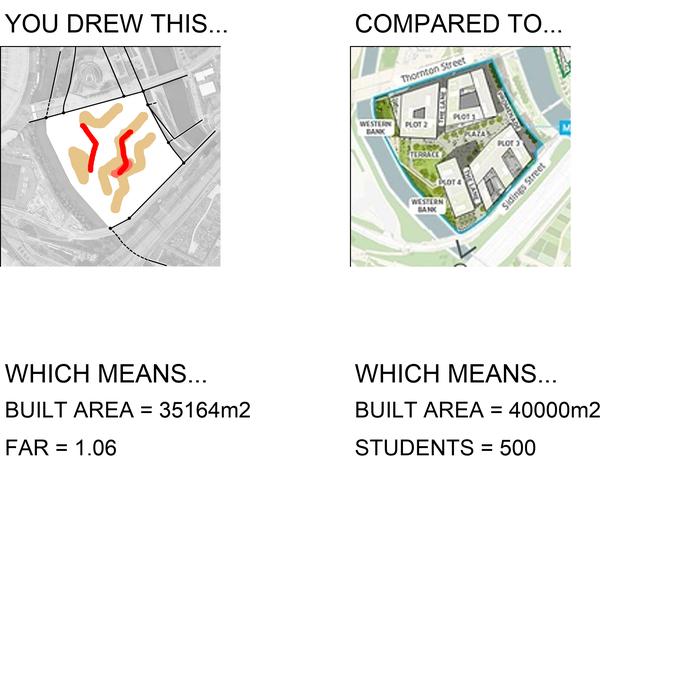 YOU DREW THIS...
COMPARED TO...
Thornton Street
THE LANE
PROMENADE
PLOT 1
PLOT 2
WESTERN
BANK
PLAZA
PLOT 3
TERRACE
PLOT 4
THE LANE
Sidings Street
WESTERN
BANK
M
WHICH MEANS...
BUILT AREA = 35164m2
FAR = 1.06
WHICH MEANS...
BUILT AREA = 40000m2
STUDENTS = 500